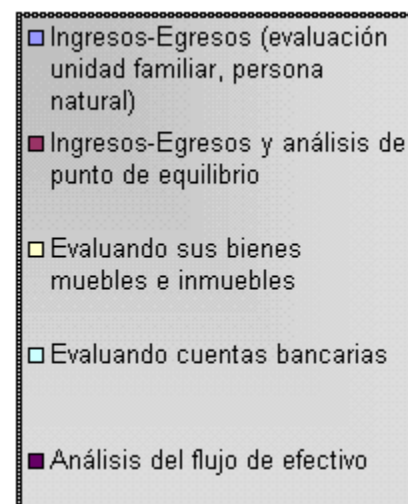 Ingresos-Egresos (evaluación
unidad familiar, persona
natural)
Ingresos-Egresos y análisis de
punto de equilibrio
Evaluando sus bienes
muebles e inmuebles
Evaluando cuentas bancarias
Análisis del flujo de efectivo